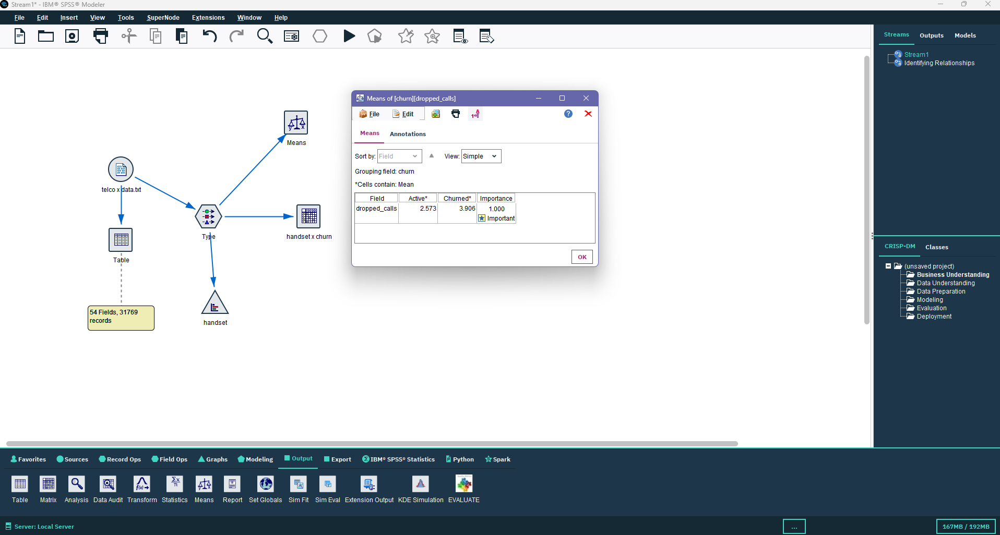 Stream1* - IBM® SPSS® Modeler
File Edit Insert View Tools SuperNode Extensions Window Help
Streams Outputs Models
Stream1
Identifying Relationships
Means
telco x data.txt
Type
handset x churn
Table
54 Fields, 31769
records
handset
Means of [churn][dropped_calls]
File Edit
Means Annotations
Sort by: Field View: Simple
Grouping field: churn
*Cells contain: Mean
Field Active* Churned* Importance
dropped_calls 2.573 3.906 1.000
Important
OK
CRISP-DM Classes
(unsaved project)
Business Understanding
Data Understanding
Data Preparation
Modeling
Evaluation
Deployment
Favorites Sources Record Ops Field Ops Graphs Modeling Output Export IBM® SPSS® Statistics Python Spark
Table Matrix Analysis Data Audit Transform Statistics Means Report Set Globals Sim Fit Sim Eval Extension Output KDE Simulation EVALUATE
Server: Local Server
...
167MB / 192MB